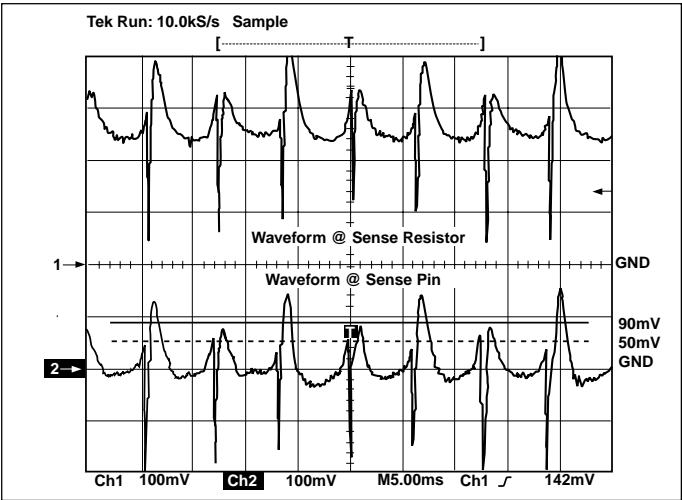 Tek Run: 10.0kS/s Sample
[ T ]
Waveform @ Sense Resistor
1 GND
Waveform @ Sense Pin
T 90mV
50mV
2 GND
Ch1 100mV Ch2 100mV M5.00ms Ch1 142mV